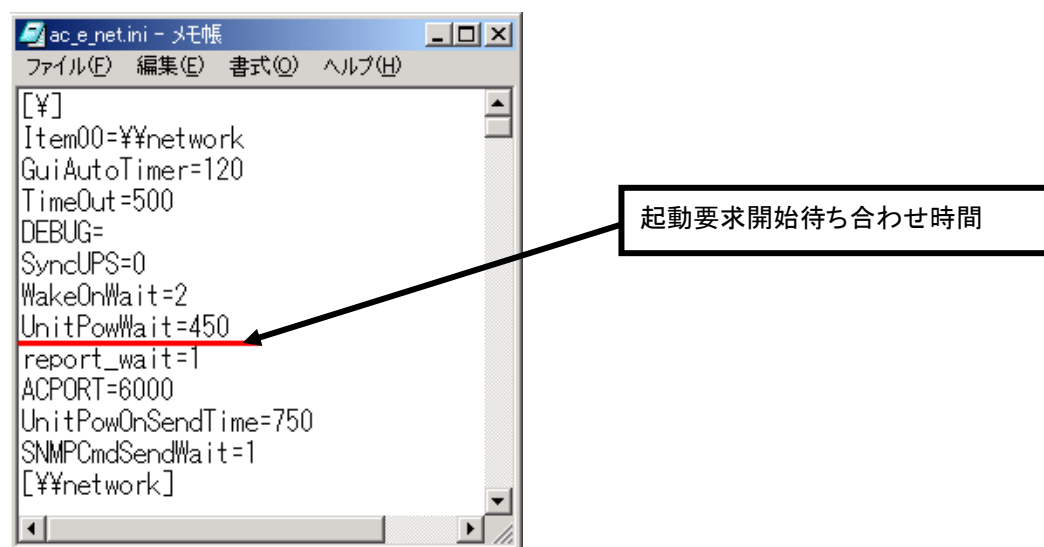 ac_e_net.ini - メモ帳
ファイル(F) 編集(E) 書式(O) ヘルプ(H)
[¥]
Item00=¥¥network
GuiAutoTimer=120
TimeOut=500
DEBUG=
SyncUPS=0
WakeOnWait=2
UnitPowWait=450
report_wait=1
ACPORT=6000
UnitPowOnSendTime=750
SNMPCmdSendWait=1
[¥¥network]
起動要求開始待ち合わせ時間